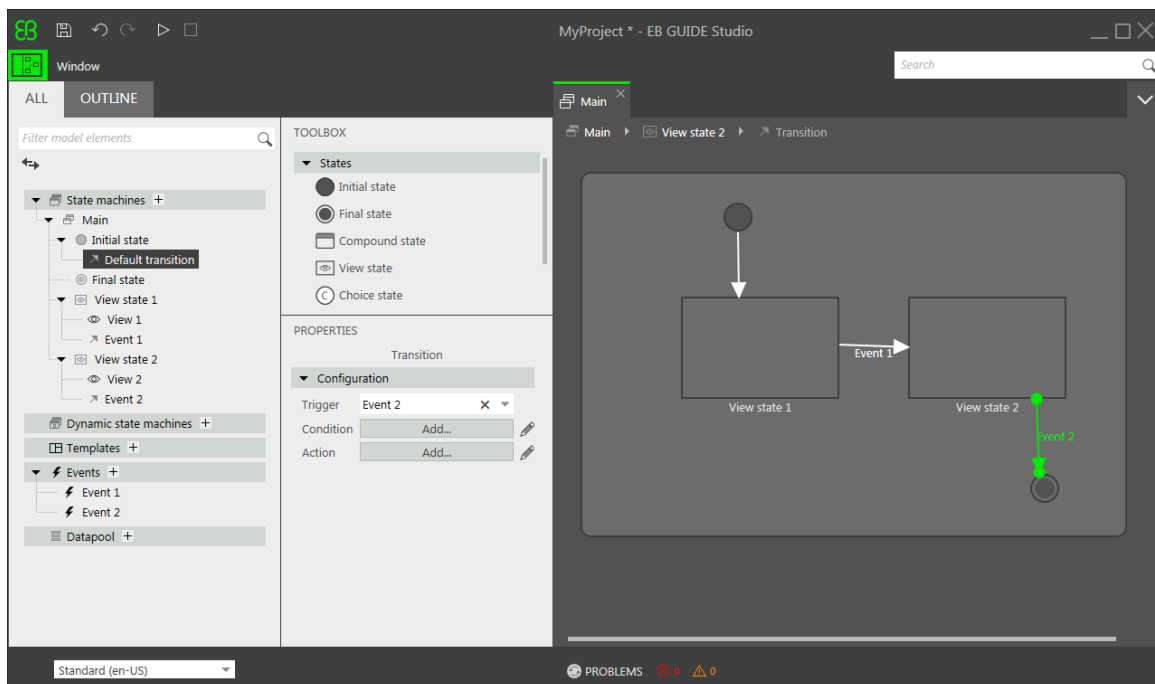 EB
MyProject * - EB GUIDE Studio
Window
Search
ALL
OUTLINE
Filter model elements
State machines +
Main
Initial state
Default transition
Final state
View state 1
View 1
Event 1
View state 2
View 2
Event 2
Dynamic state machines +
Templates +
Events +
Event 1
Event 2
Datapool +
TOOLBOX
States
Initial state
Final state
Compound state
View state
C Choice state
PROPERTIES
Transition
Configuration
Trigger Event 2
Condition Add...
Action Add...
Main
Main View state 2 Transition
Event 1
View state 1
View state 2
Event 2
Standard (en-US)
PROBLEMS 0 0